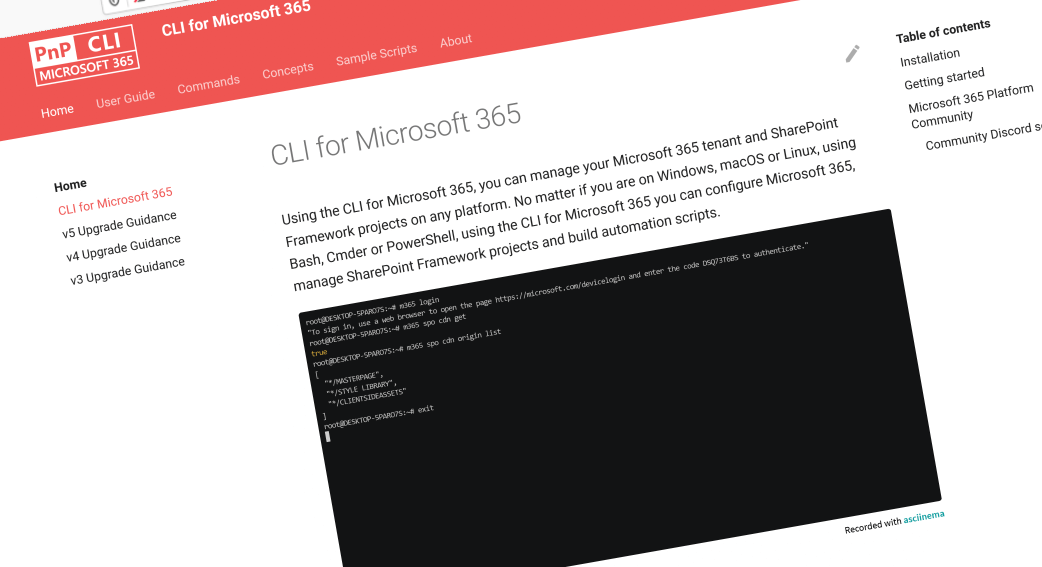 PnP CLI
MICROSOFT 365
CLI for Microsoft 365
Home
User Guide
Commands
Concepts
Sample Scripts
About
Home
CLI for Microsoft 365
v5 Upgrade Guidance
v4 Upgrade Guidance
v3 Upgrade Guidance
CLI for Microsoft 365
Using the CLI for Microsoft 365, you can manage your Microsoft 365 tenant and SharePoint
Framework projects on any platform. No matter if you are on Windows, macOS or Linux, using
Bash, Cmder or PowerShell, using the CLI for Microsoft 365 you can configure Microsoft 365,
manage SharePoint Framework projects and build automation scripts.
root@DESKTOP-5PARO7S:~# m365 login
"To sign in, use a web browser to open the page https://microsoft.com/devicelogin and enter the code DSQ73T6BS to authenticate."
root@DESKTOP-5PARO7S:~# m365 spo cdn get
true
root@DESKTOP-5PARO7S:~# m365 spo cdn origin list
[
"*/MASTERPAGE",
"*/STYLE LIBRARY",
"*/CLIENTSIDEASSETS"
]
root@DESKTOP-5PARO7S:~# exit
Recorded with asciinema
Table of contents
Installation
Getting started
Microsoft 365 Platform
Community
Community Discord